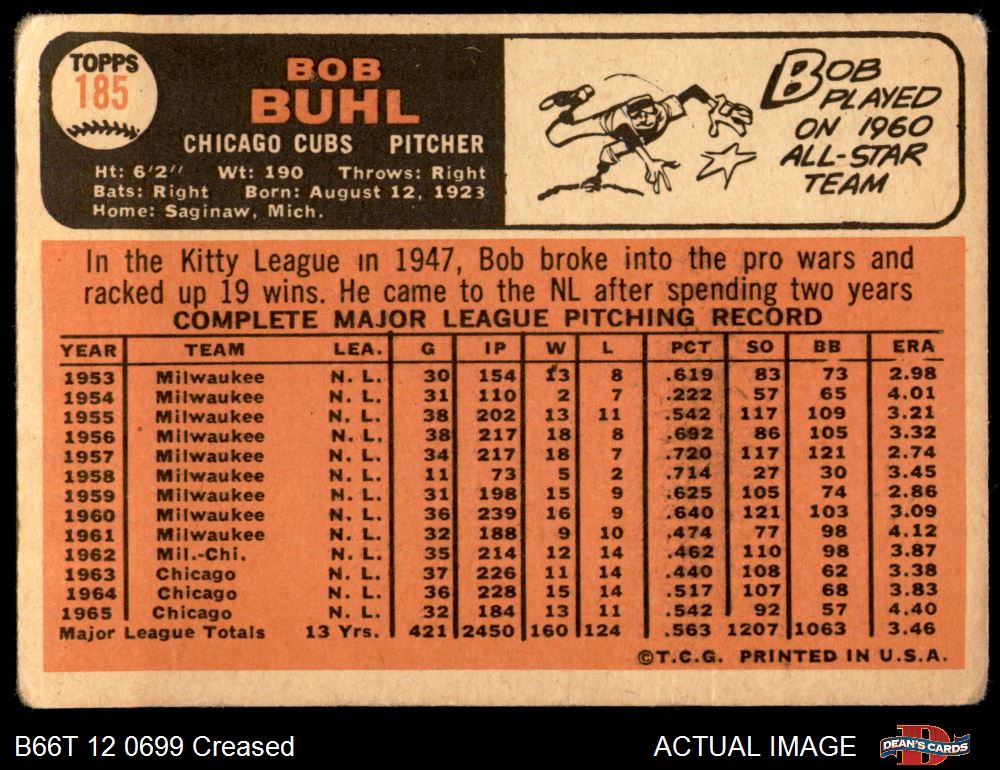 TOPPS
185
BOB
BUHL
CHICAGO CUBS PITCHER
Ht: 6'2" Wt: 190 Throws: Right
Bats: Right Born: August 12, 1923
Home: Saginaw, Mich.
BOB
PLAYED
ON 1960
ALL-STAR
TEAM
In the Kitty League in 1947, Bob broke into the pro wars and
racked up 19 wins. He came to the NL after spending two years
COMPLETE MAJOR LEAGUE PITCHING RECORD
YEAR TEAM LEA. G IP W L PCT SO BB ERA
1953 Milwaukee N. L. 30 154 13 8 .619 83 73 2.98
1954 Milwaukee N. L. 31 110 2 7 .222 57 65 4.01
1955 Milwaukee N. L. 38 202 13 11 .542 117 109 3.21
1956 Milwaukee N. L. 38 217 18 8 .692 86 105 3.32
1957 Milwaukee N. L. 34 217 18 7 .720 117 121 2.74
1958 Milwaukee N. L. 11 73 5 2 .714 27 30 3.45
1959 Milwaukee N. L. 31 198 15 9 .625 105 74 2.86
1960 Milwaukee N. L. 36 239 16 9 .640 121 103 3.09
1961 Milwaukee N. L. 32 188 9 10 .474 77 98 4.12
1962 Mil.-Chi. N. L. 35 214 12 14 .462 110 98 3.87
1963 Chicago N. L. 37 226 11 14 .440 108 62 3.38
1964 Chicago N. L. 36 228 15 14 .517 107 68 3.83
1965 Chicago N. L. 32 184 13 11 .542 92 57 4.40
Major League Totals 13 Yrs. 421 2450 160 124 .563 1207 1063 3.46
©T.C.G. PRINTED IN U.S.A.
B66T 12 0699 Creased
ACTUAL IMAGE
D
DEAN'S CARDS